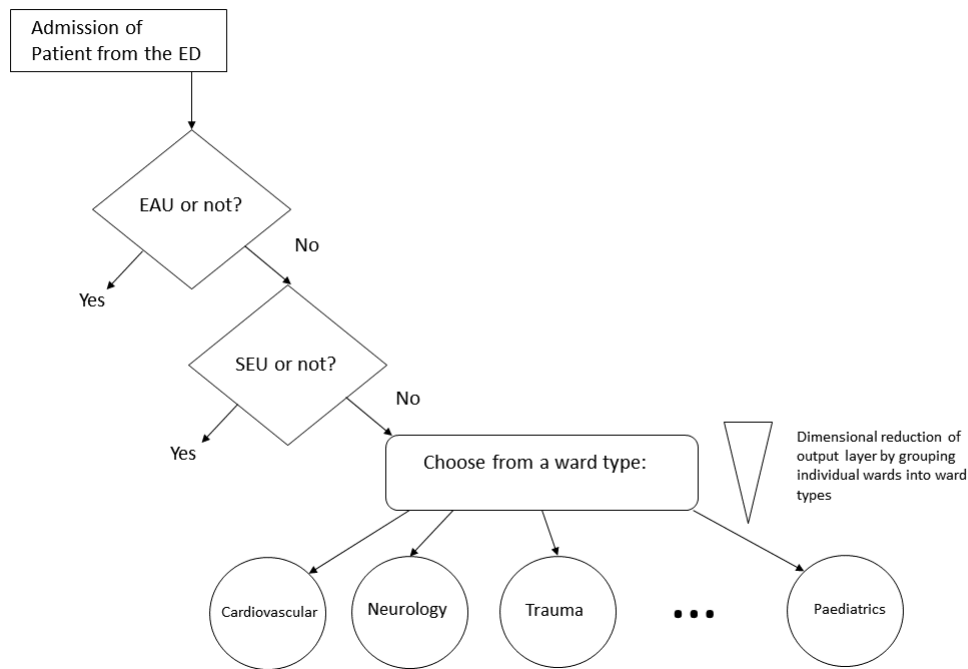 Admission of
Patient from the ED
EAU or not?
No
Yes
SEU or not?
No
Yes
Choose from a ward type:
Dimensional reduction of
output layer by grouping
individual wards into ward
types
Cardiovascular
Neurology
Trauma
...
Paediatrics